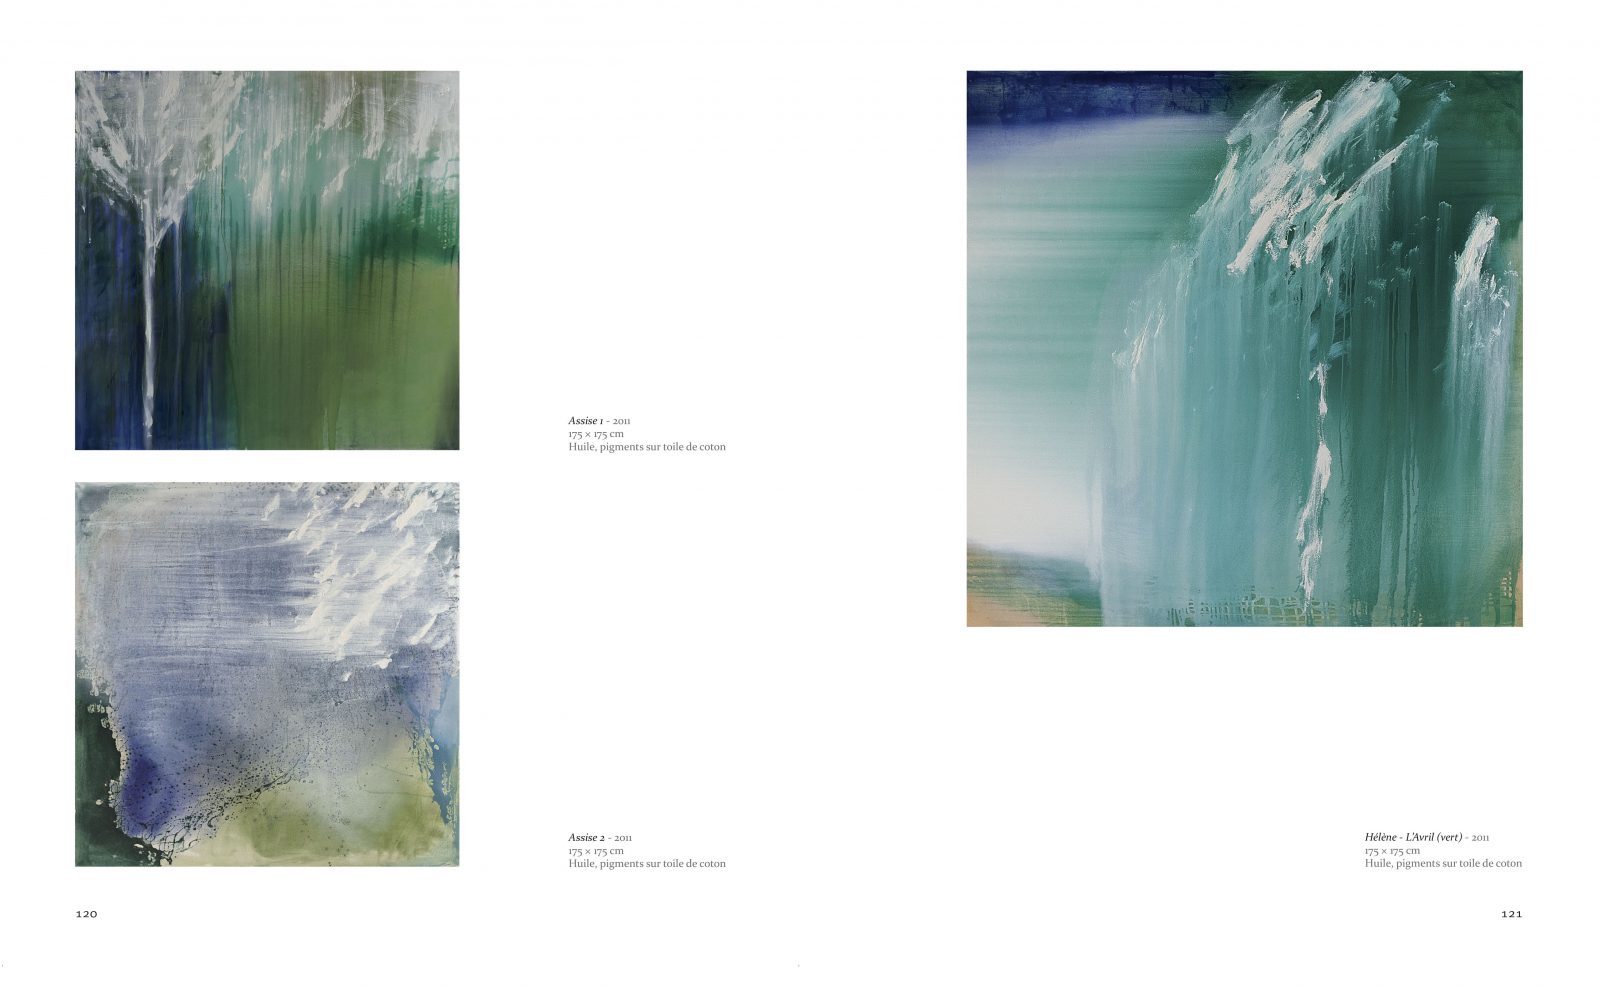 Assise 1 - 2011
175 × 175 cm
Huile, pigments sur toile de coton
Assise 2 - 2011
175 × 175 cm
Huile, pigments sur toile de coton
120
Hélène - L'Avril (vert) - 2011
175 × 175 cm
Huile, pigments sur toile de coton
121